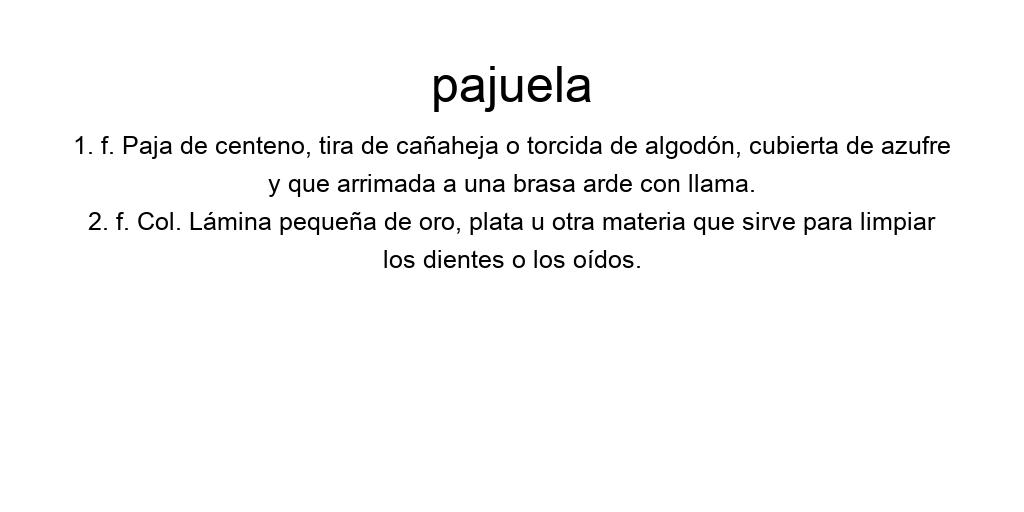 pajuela
1. f. Paja de centeno, tira de cañaheja o torcida de algodón, cubierta de azufre
y que arrimada a una brasa arde con llama.
2. f. Col. Lámina pequeña de oro, plata u otra materia que sirve para limpiar
los dientes o los oídos.